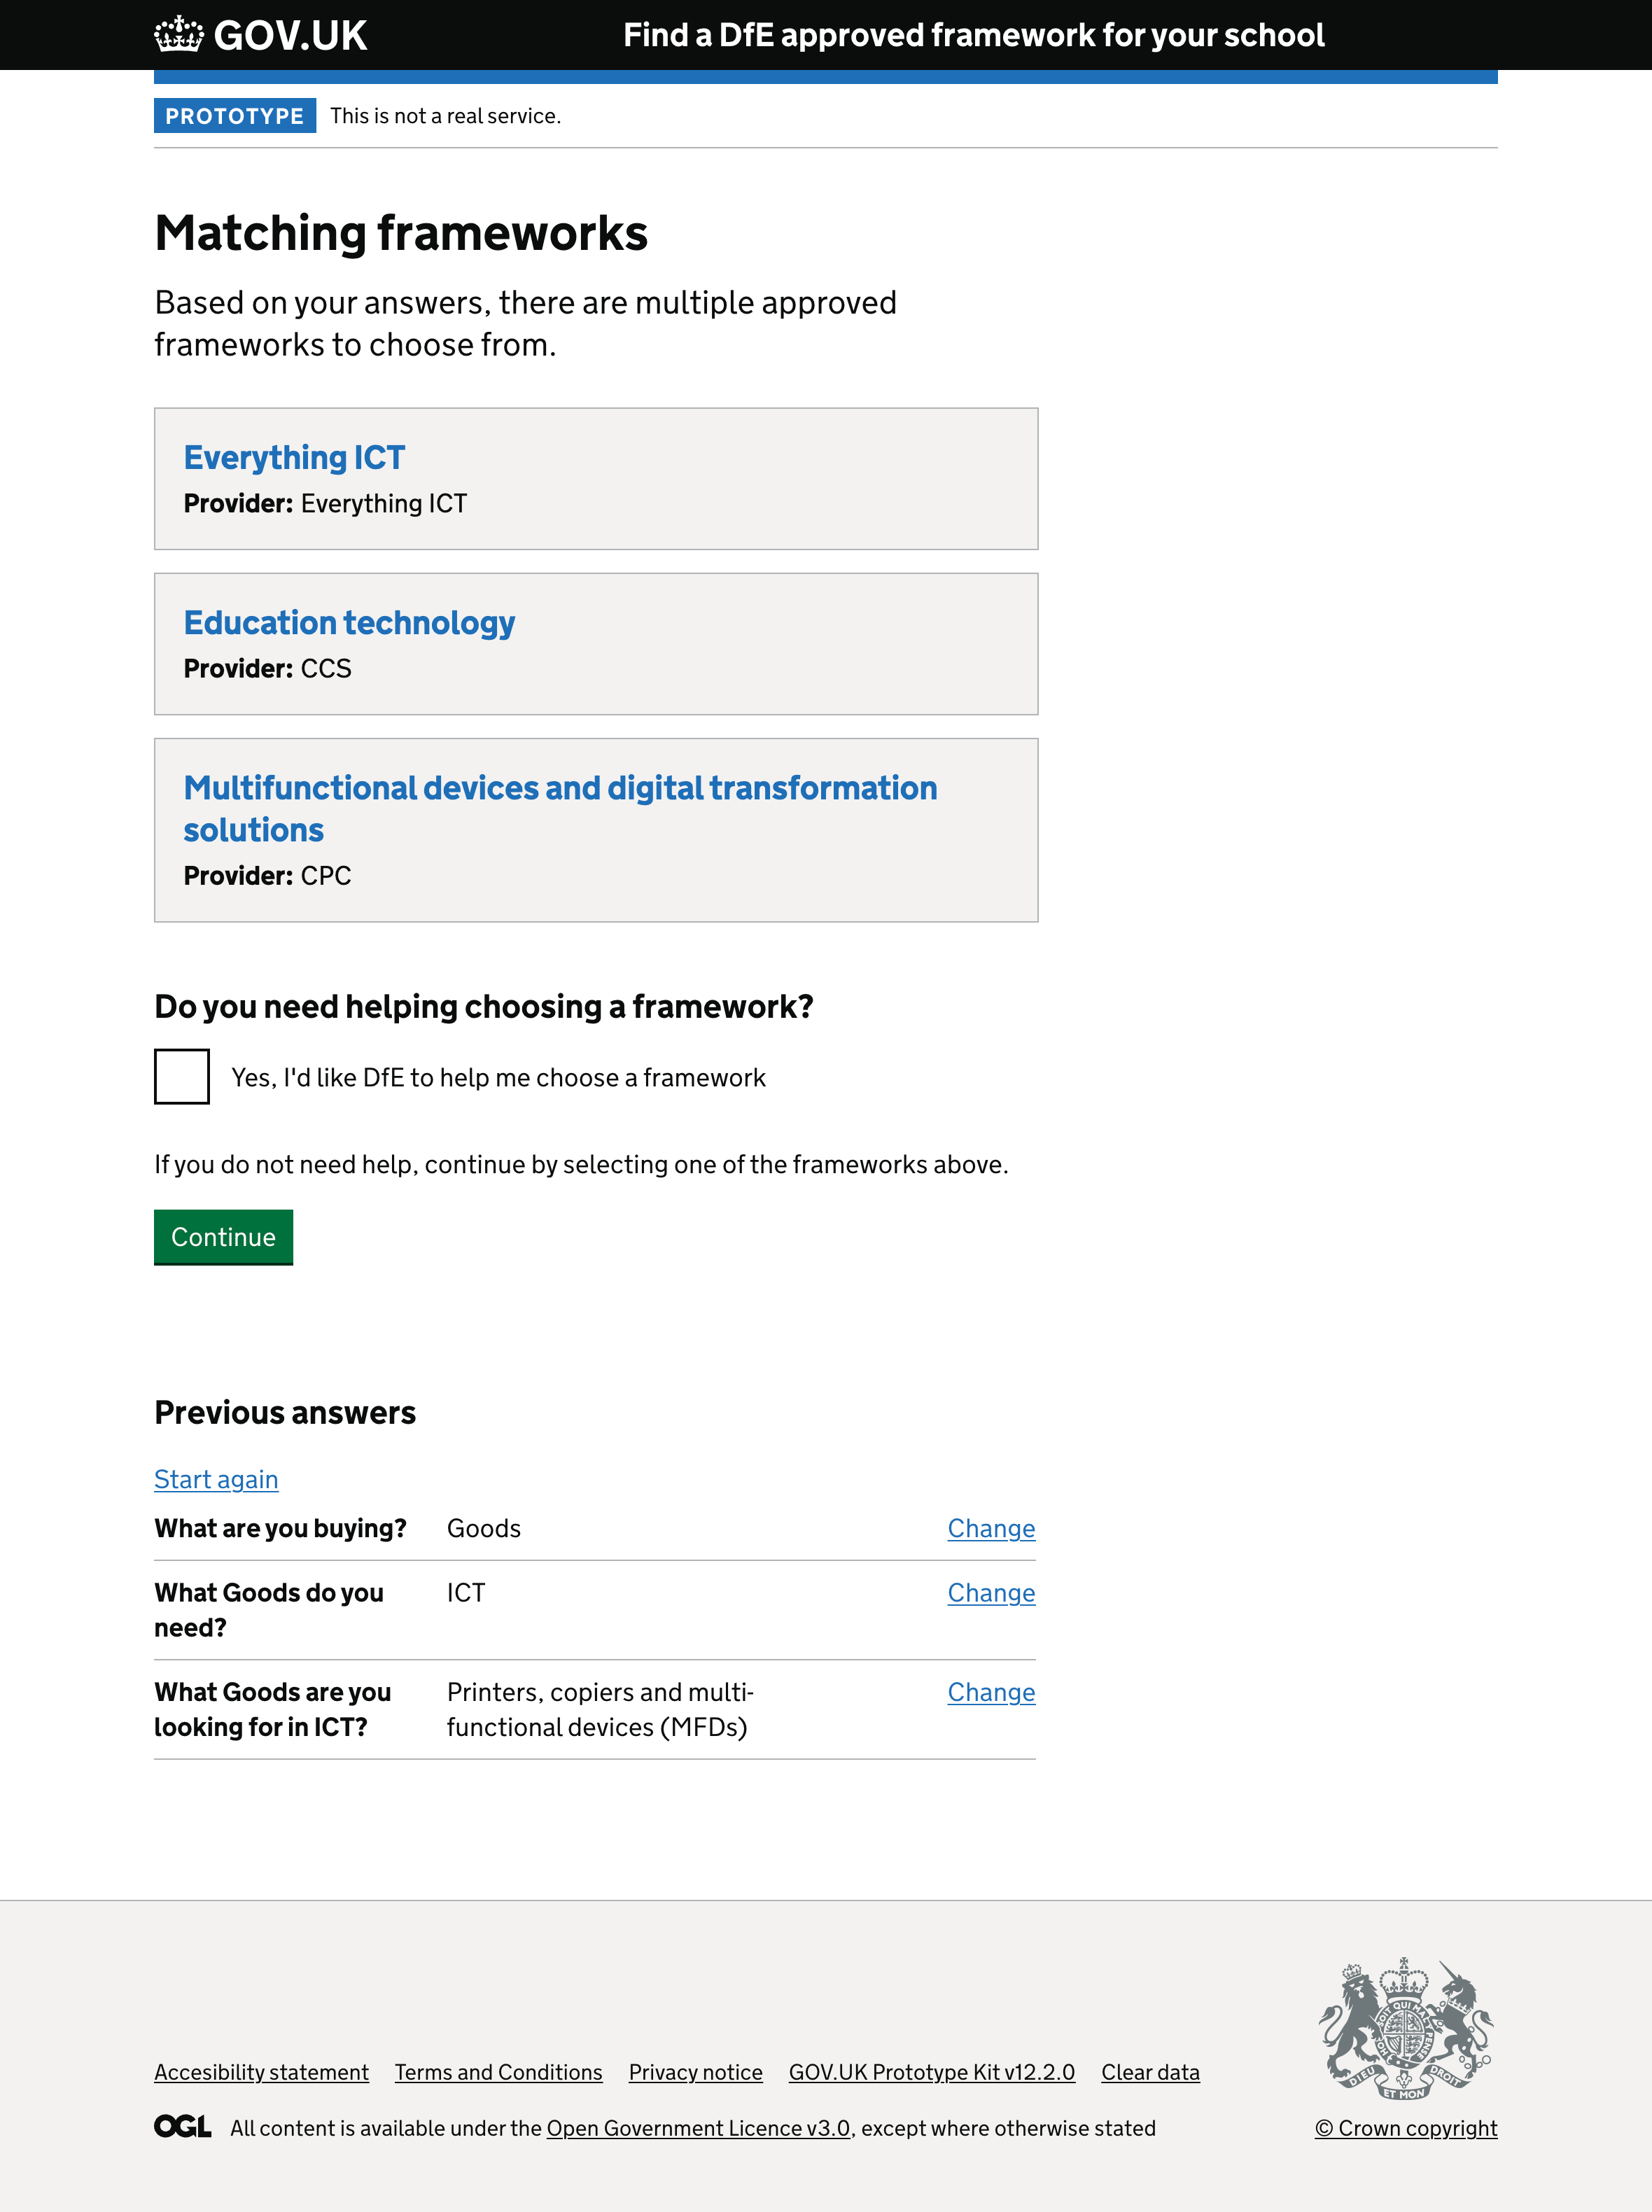 GOV.UK
Find a DfE approved framework for your school
PROTOTYPE This is not a real service.
Matching frameworks
Based on your answers, there are multiple approved
frameworks to choose from.
Everything ICT
Provider: Everything ICT
Education technology
Provider: CCS
Multifunctional devices and digital transformation
solutions
Provider: CPC
Do you need helping choosing a framework?
Yes, I'd like DfE to help me choose a framework
If you do not need help, continue by selecting one of the frameworks above.
Continue
Previous answers
Start again
What are you buying? Goods Change
What Goods do you ICT Change
need?
What Goods are you Printers, copiers and multi- Change
looking for in ICT? functional devices (MFDs)
Accesibility statement Terms and Conditions Privacy notice GOV.UK Prototype Kit v12.2.0 Clear data
OGL All content is available under the Open Government Licence v3.0, except where otherwise stated
DIEU ET MON DROIT
© Crown copyright